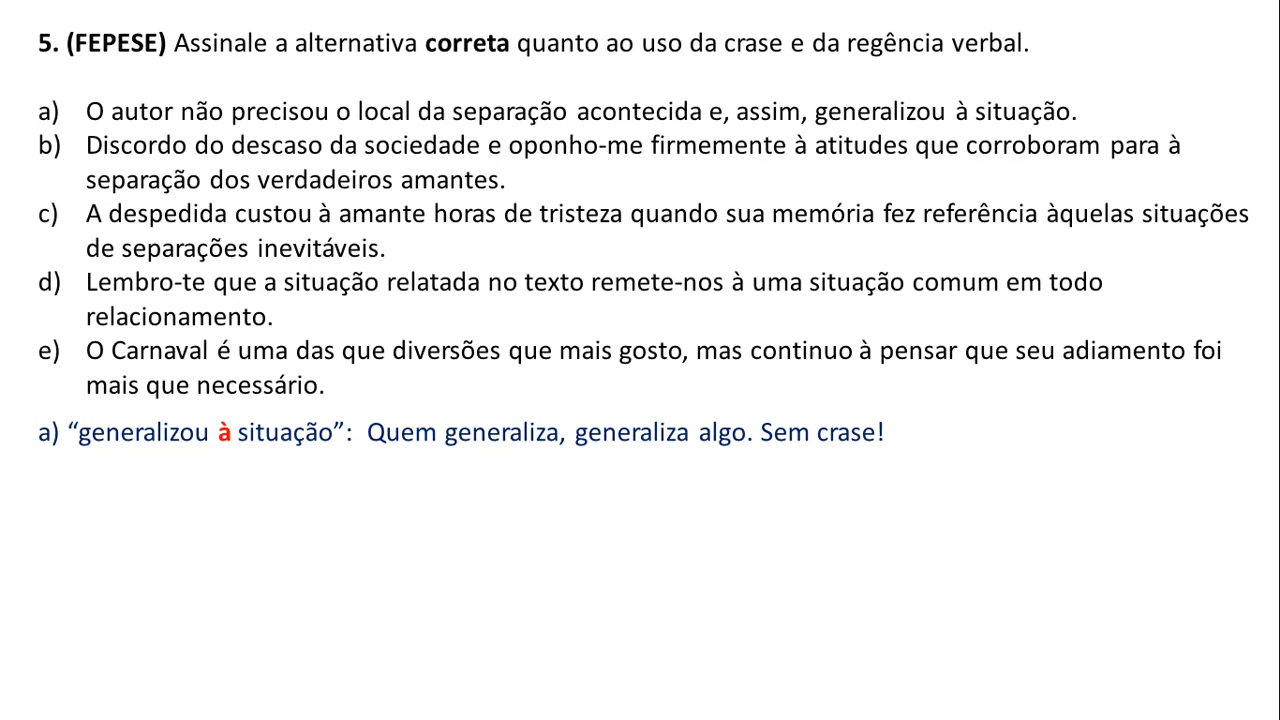 5. (FEPESE) Assinale a alternativa correta quanto ao uso da crase e da regência verbal.
a) O autor não precisou o local da separação acontecida e, assim, generalizou à situação.
b) Discordo do descaso da sociedade e oponho-me firmemente à atitudes que corroboram para à
separação dos verdadeiros amantes.
c) A despedida custou à amante horas de tristeza quando sua memória fez referência àquelas situações
de separações inevitáveis.
d) Lembro-te que a situação relatada no texto remete-nos à uma situação comum em todo
relacionamento.
e) O Carnaval é uma das que diversões que mais gosto, mas continuo à pensar que seu adiamento foi
mais que necessário.
a) “generalizou à situação”: Quem generaliza, generaliza algo. Sem crase!